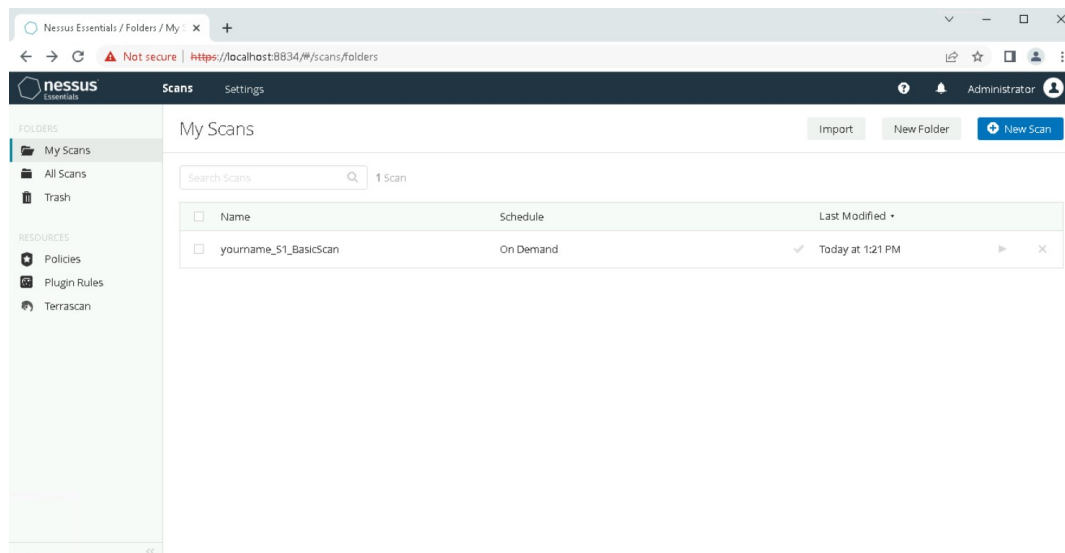 Nessus Essentials / Folders / My
Not secure | https://localhost:8834/#/scans/folders
nessus
Essentials
Scans Settings Administrator
FOLDERS
My Scans
All Scans
Trash
RESOURCES
Policies
Plugin Rules
Terrascan
My Scans Import New Folder New Scan
Search Scans 1 Scan
Name Schedule Last Modified
yourname_S1_BasicScan On Demand Today at 1:21 PM